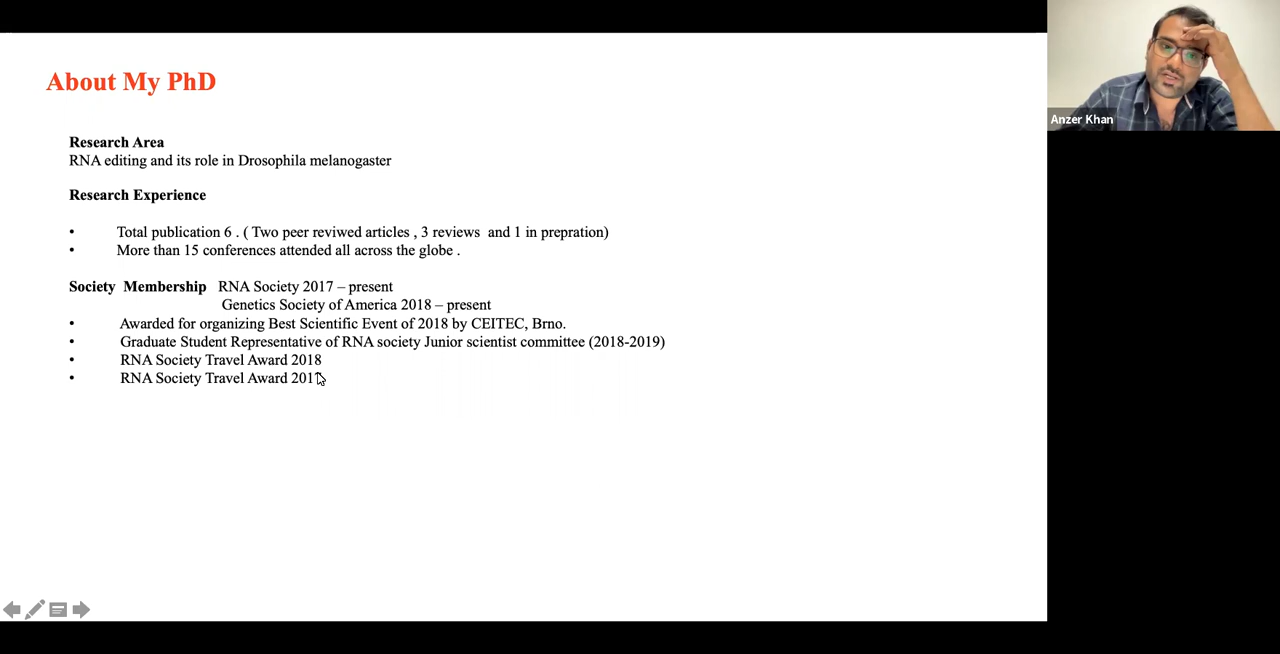 About My PhD
Research Area
RNA editing and its role in Drosophila melanogaster
Research Experience
• Total publication 6 . ( Two peer reviwed articles , 3 reviews and 1 in prepration)
• More than 15 conferences attended all across the globe .
Society Membership RNA Society 2017 – present
Genetics Society of America 2018 – present
• Awarded for organizing Best Scientific Event of 2018 by CEITEC, Brno.
• Graduate Student Representative of RNA society Junior scientist committee (2018-2019)
• RNA Society Travel Award 2018
• RNA Society Travel Award
Anzer Khan